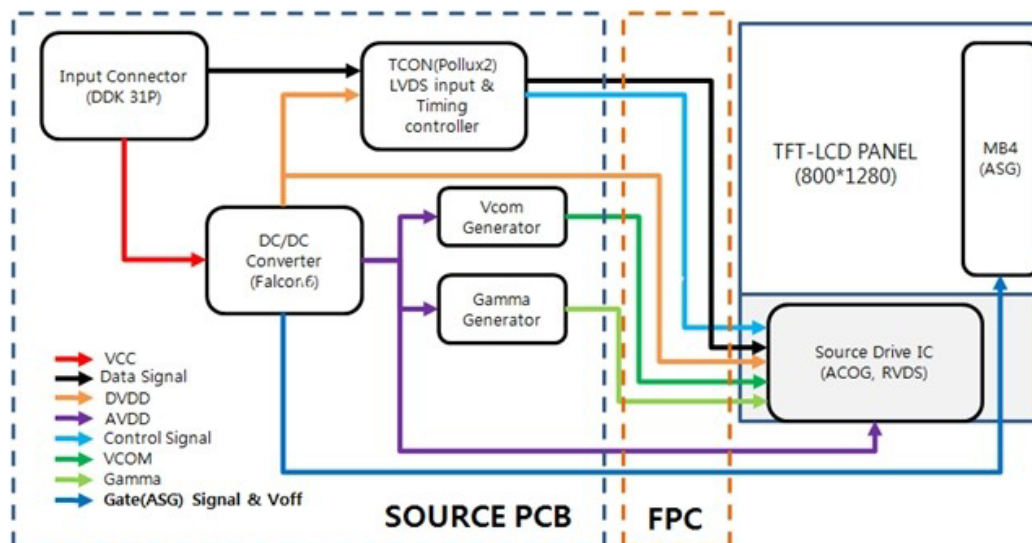 Input Connector
(DDK 31P)
TCON(Pollux2)
LVDS input &
Timing
controller
TFT-LCD PANEL
(800*1280)
MB4
(ASG)
DC/DC
Converter
(Falcon6)
Vcom
Generator
Gamma
Generator
Source Drive IC
(ACOG, RVDS)
VCC
Data Signal
DVDD
AVDD
Control Signal
VCOM
Gamma
Gate(ASG) Signal & Voff
SOURCE PCB
FPC